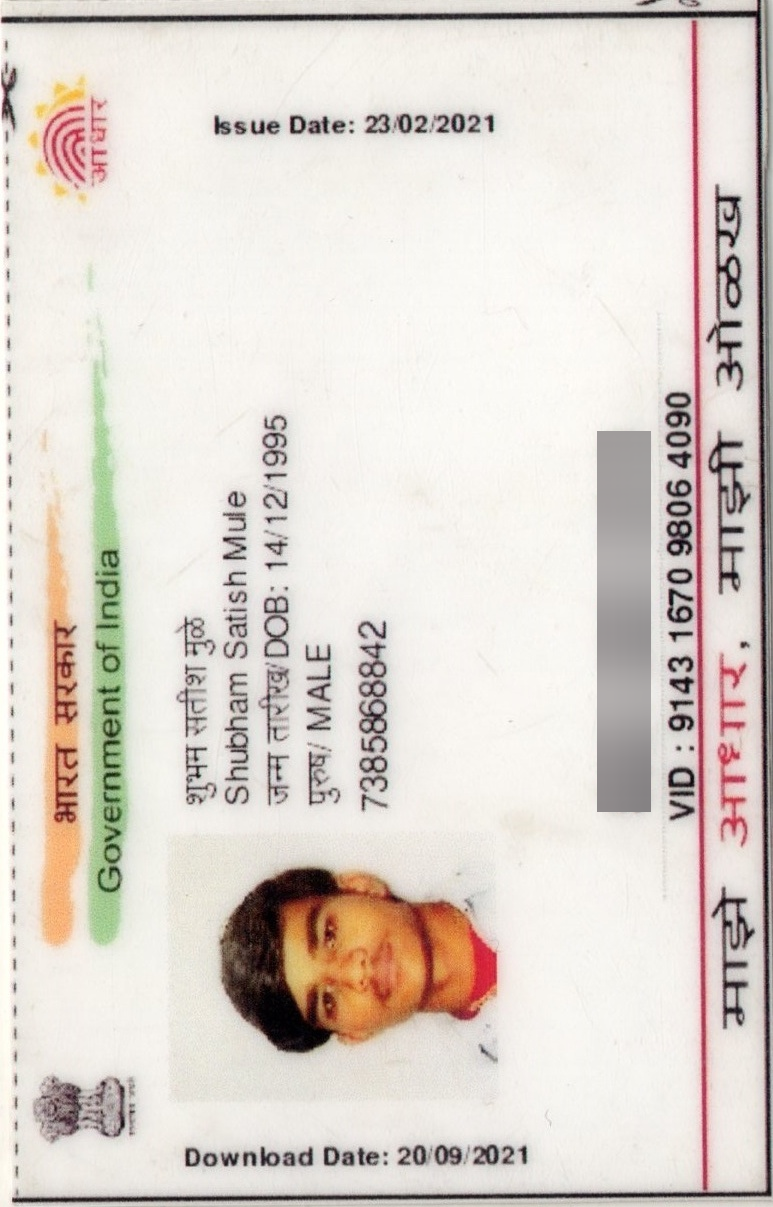 भारत सरकार
Government of India
आधार
Issue Date: 23/02/2021
Download Date: 20/09/2021
शुभम सतीश मुळे
Shubham Satish Mule
जन्म तारीख/DOB: 14/12/1995
पुरुष/ MALE
7385868842
VID : 9143 1670 9806 4090
माझे आधार, माझी ओळख